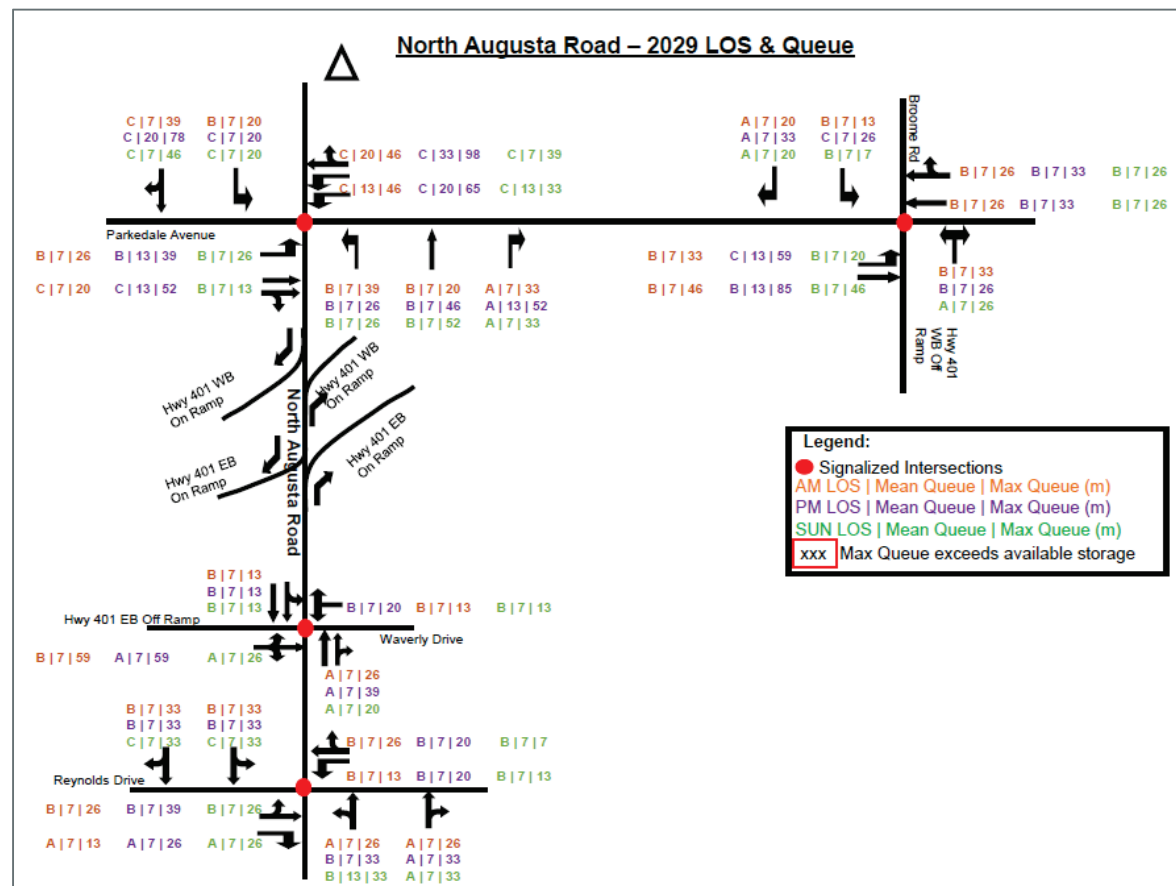 North Augusta Road – 2029 LOS & Queue
C | 7 | 39 B | 7 | 20
C | 20 | 78 C | 7 | 20
C | 7 | 46 C | 7 | 20
C | 20 | 46 C | 33 | 98 C | 7 | 39
C | 13 | 46 C | 20 | 65 C | 13 | 33
A | 7 | 20 B | 7 | 13
A | 7 | 33 C | 7 | 26
A | 7 | 20 B | 7 | 7
Broome Rd
B | 7 | 26 B | 7 | 33 B | 7 | 26
B | 7 | 26 B | 7 | 33 B | 7 | 26
Parkedale Avenue
B | 7 | 26 B | 13 | 39 B | 7 | 26
C | 7 | 20 C | 13 | 52 B | 7 | 13
B | 7 | 39 B | 7 | 20 A | 7 | 33
B | 7 | 26 B | 7 | 46 A | 13 | 52
B | 7 | 26 B | 7 | 52 A | 7 | 33
B | 7 | 33 C | 13 | 59 B | 7 | 20
B | 7 | 46 B | 13 | 85 B | 7 | 46
B | 7 | 33
B | 7 | 26
A | 7 | 26
Hwy 401
WB Off
Ramp
Hwy 401 WB
On Ramp
Hwy 401 WB
On Ramp
Hwy 401 EB
On Ramp
Hwy 401 EB
On Ramp
North Augusta Road
Legend:
Signalized Intersections
AM LOS | Mean Queue | Max Queue (m)
PM LOS | Mean Queue | Max Queue (m)
SUN LOS | Mean Queue | Max Queue (m)
xxx Max Queue exceeds available storage
B | 7 | 13
B | 7 | 13
B | 7 | 13
B | 7 | 20 B | 7 | 13 B | 7 | 13
Hwy 401 EB Off Ramp
Waverly Drive
B | 7 | 59 A | 7 | 59 A | 7 | 26
A | 7 | 26
A | 7 | 39
A | 7 | 20
B | 7 | 33 B | 7 | 33
B | 7 | 33 B | 7 | 33
C | 7 | 33 C | 7 | 33
B | 7 | 26 B | 7 | 20 B | 7 | 7
B | 7 | 13 B | 7 | 20 B | 7 | 13
Reynolds Drive
B | 7 | 26 B | 7 | 39 B | 7 | 26
A | 7 | 13 A | 7 | 26 A | 7 | 26
A | 7 | 26 A | 7 | 26
B | 7 | 33 A | 7 | 33
B | 13 | 33 A | 7 | 33